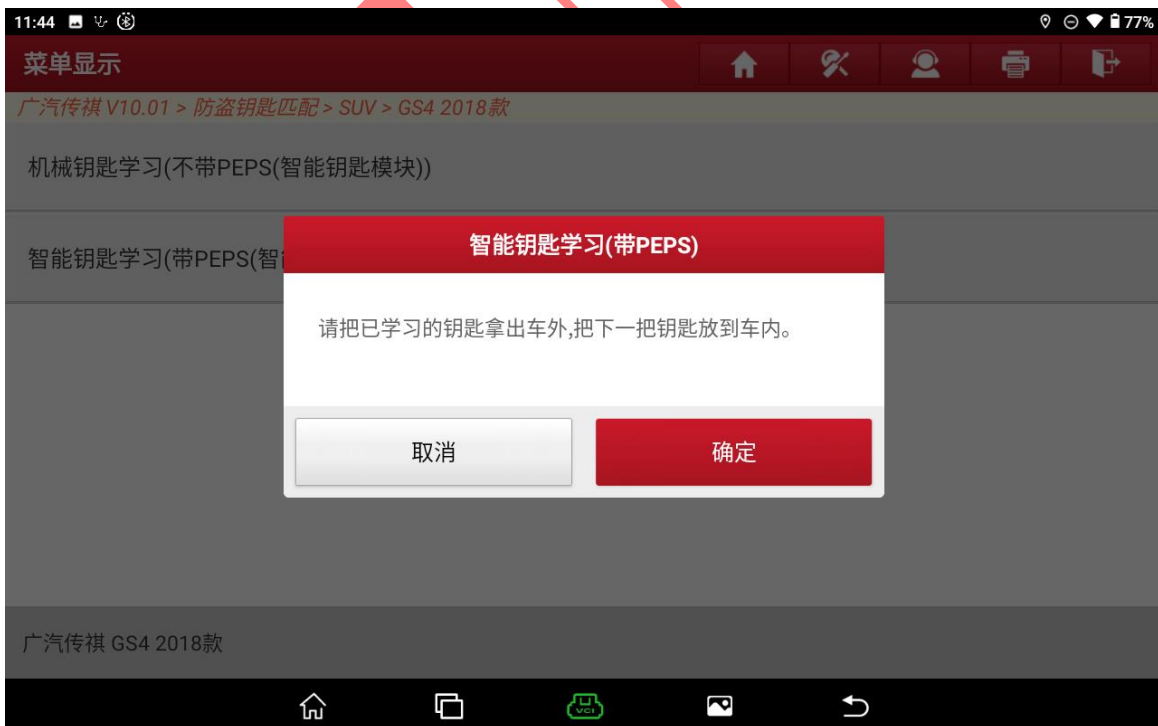 11:44
77%
菜单显示
广汽传祺 V10.01 > 防盗钥匙匹配 > SUV > GS4 2018款
机械钥匙学习(不带PEPS(智能钥匙模块))
智能钥匙学习(带PEPS(智
智能钥匙学习(带PEPS)
请把已学习的钥匙拿出车外,把下一把钥匙放到车内。
取消
确定
广汽传祺 GS4 2018款
VCI